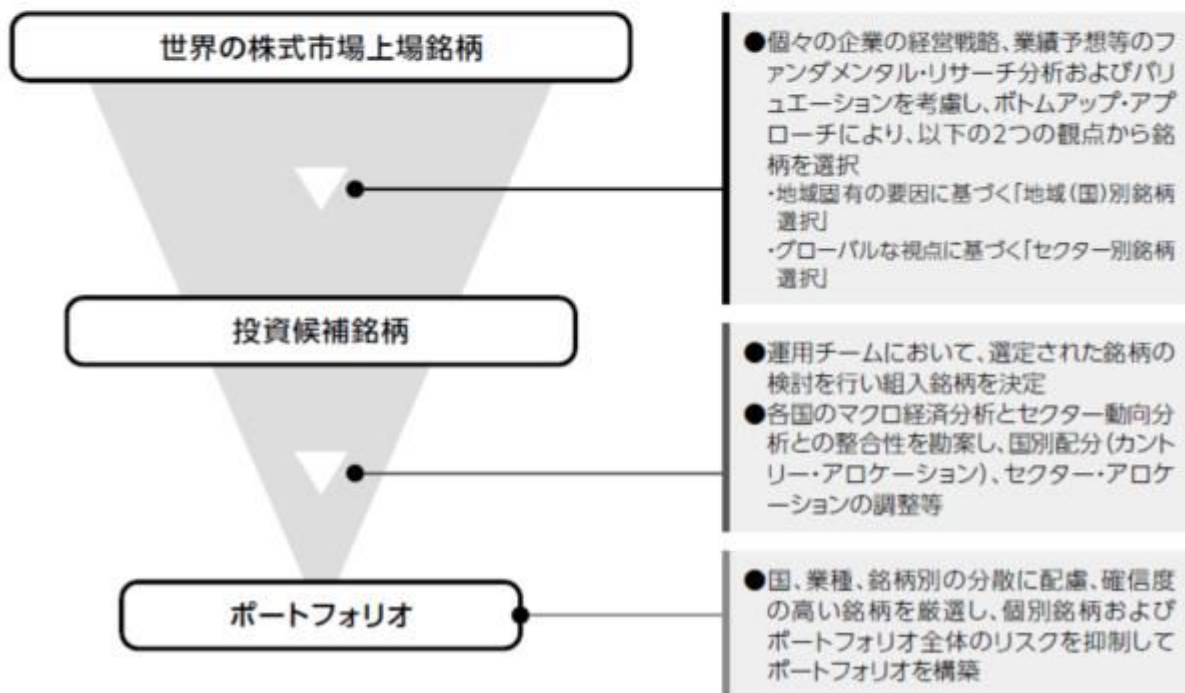 世界の株式市場上場銘柄
●個々の企業の経営戦略、業績予想等のフ
ァンダメンタル・リサーチ分析およびバリ
ュエーションを考慮し、ボトムアップ・アプ
ローチにより、以下の2つの観点から銘
柄を選択
・地域固有の要因に基づく「地域(国)別銘柄
選択」
・グローバルな視点に基づく「セクター別銘柄
選択」
投資候補銘柄
●運用チームにおいて、選定された銘柄の
検討を行い組入銘柄を決定
●各国のマクロ経済分析とセクター動向分
析との整合性を勘案し、国別配分(カント
リー・アロケーション)、セクター・アロケ
ーションの調整等
ポートフォリオ
●国、業種、銘柄別の分散に配慮、確信度
の高い銘柄を厳選し、個別銘柄および
ポートフォリオ全体のリスクを抑制して
ポートフォリオを構築